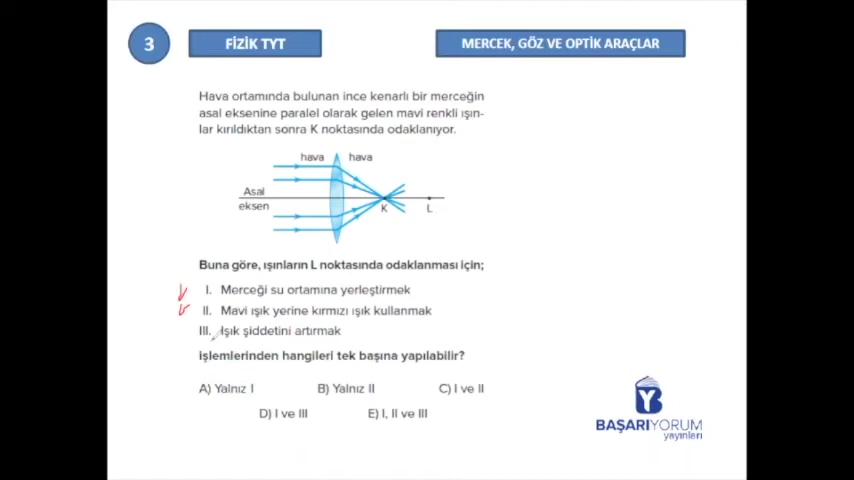 3
FİZİK TYT
MERCEK, GÖZ VE OPTİK ARAÇLAR
Hava ortamında bulunan ince kenarlı bir merceğin
asal eksenine paralel olarak gelen mavi renkli ışın-
lar kırıldıktan sonra K noktasında odaklanıyor.
hava
hava
Asal
eksen
K
L
Buna göre, ışınların L noktasında odaklanması için;
I. Merceği su ortamına yerleştirmek
II. Mavi ışık yerine kırmızı ışık kullanmak
III. Işık şiddetini artırmak
işlemlerinden hangileri tek başına yapılabilir?
A) Yalnız I
B) Yalnız II
C) I ve II
D) I ve III
E) I, II ve III
YB
BAŞARIYORUM
yayınları